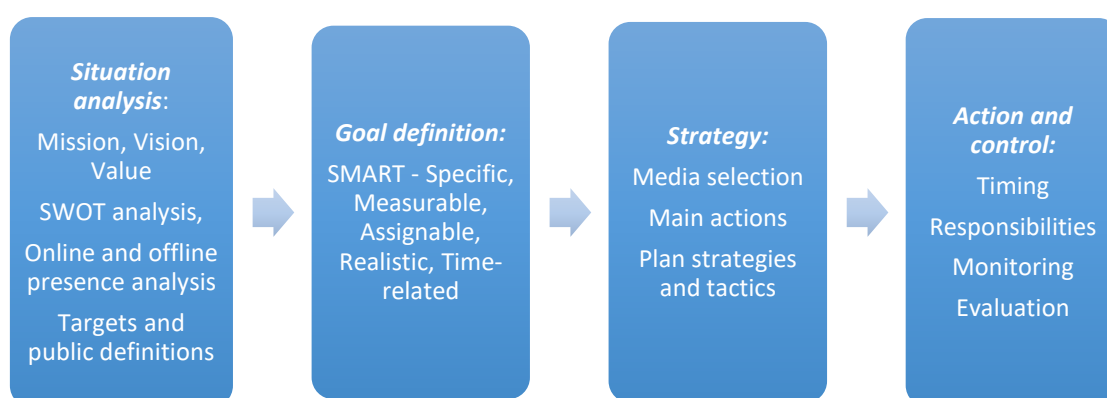 Situation
analysis:
Mission, Vision,
Value
SWOT analysis,
Online and offline
presence analysis
Targets and
public definitions
Goal definition:
SMART - Specific,
Measurable,
Assignable,
Realistic, Time-
related
Strategy:
Media selection
Main actions
Plan strategies
and tactics
Action and
control:
Timing
Responsibilities
Monitoring
Evaluation